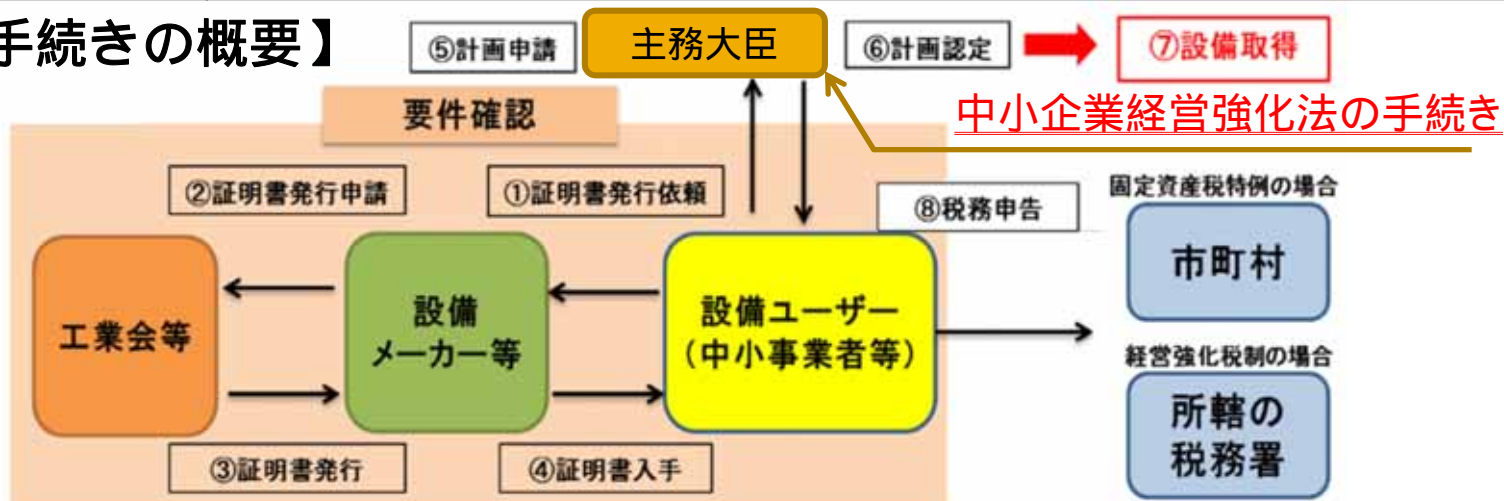 手続きの概要】
⑤計画申請
主務大臣
⑥計画認定
⑦設備取得
中小企業経営強化法の手続き
要件確認
②証明書発行申請
①証明書発行依頼
⑧税務申告
固定資産税特例の場合
市町村
工業会等
設備
メーカー等
設備ユーザー
（中小事業者等）
経営強化税制の場合
所轄の
税務署
③証明書発行
④証明書入手